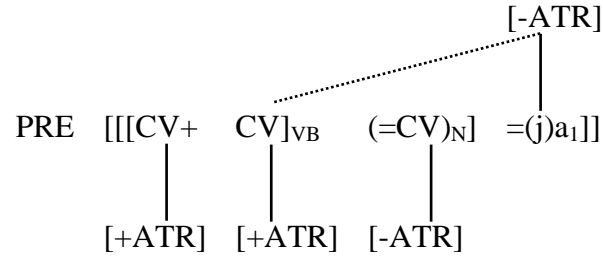 [-ATR]
PRE [[[CV+ CV]VB (=CV)N] =(j)a1]]
[+ATR] [+ATR] [-ATR]